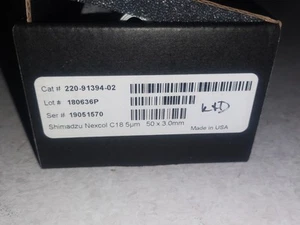 Cat # 220-91394-02
Lot # 180636P
Ser # 19051570
Shimadzu Nexcol C18 5µm 50 x 3.0mm
Made in USA